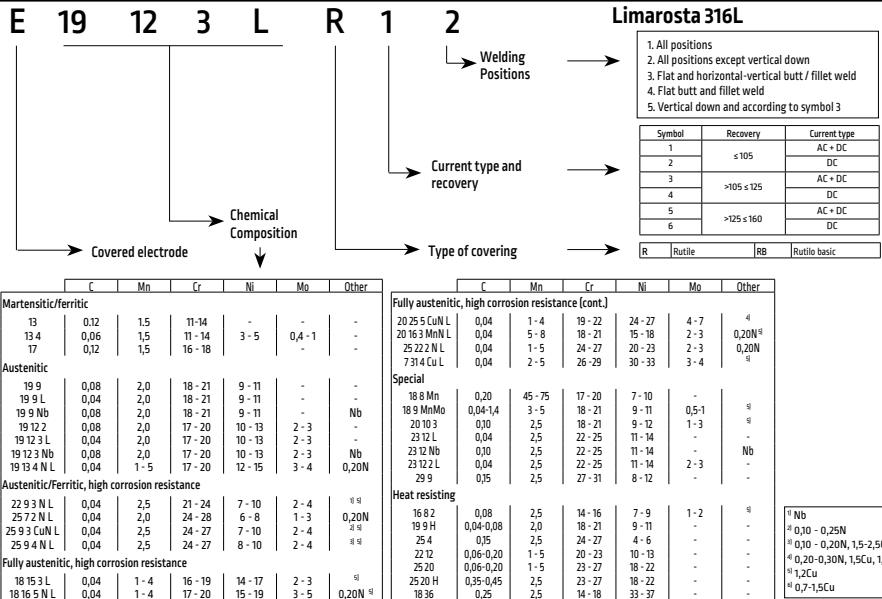 E 19 12 3 L R 1 2
Limarosta 316L
Welding
Positions
1. All positions
2. All positions except vertical down
3. Flat and horizontal-vertical butt / fillet weld
4. Flat butt and fillet weld
5. Vertical down and according to symbol 3
Current type and
recovery
Symbol Recovery Current type
1 ≤ 105 AC + DC
2 DC
3 >105 ≤ 125 AC + DC
4 DC
5 >125 ≤ 160 AC + DC
6 DC
Chemical
Composition
Covered electrode
Type of covering
R Rutile RB Rutilo basic
C Mn Cr Ni Mo Other
Martensitic/ferritic
13 0.12 1.5 11-14 - - -
13 4 0,06 1,5 11 - 14 3 - 5 0,4 - 1 -
17 0,12 1,5 16 - 18 - -
Austenitic
19 9 0,08 2,0 18 - 21 9 - 11 - -
19 9 L 0,04 2,0 18 - 21 9 - 11 - -
19 9 Nb 0,08 2,0 18 - 21 9 - 11 - Nb
19 12 2 0,08 2,0 17 - 20 10 - 13 2 - 3 -
19 12 3 L 0,04 2,0 17 - 20 10 - 13 2 - 3 -
19 12 3 Nb 0,08 2,0 17 - 20 10 - 13 2 - 3 Nb
19 13 4 N L 0,04 1 - 5 17 - 20 12 - 15 3 - 4 0,20N
Austenitic/Ferritic, high corrosion resistance
22 9 3 N L 0,04 2,5 21 - 24 7 - 10 2 - 4 1) 5)
25 7 2 N L 0,04 2,0 24 - 28 6 - 8 1 - 3 0,20N
25 9 3 CuN L 0,04 2,5 24 - 27 7 - 10 2 - 4 2) 5)
25 9 4 N L 0,04 2,5 24 - 27 8 - 10 2 - 4 3) 5)
Fully austenitic, high corrosion resistance
18 15 3 L 0,04 1 - 4 16 - 19 14 - 17 2 - 3 5)
18 16 5 N L 0,04 1 - 4 17 - 20 15 - 19 3 - 5 0,20N 5)
C Mn Cr Ni Mo Other
Fully austenitic, high corrosion resistance (cont.)
20 25 5 CuN L 0,04 1 - 4 19 - 22 24 - 27 4 - 7 4)
20 16 3 MnN L 0,04 5 - 8 18 - 21 15 - 18 2 - 3 0,20N 5)
25 22 2 N L 0,04 1 - 5 24 - 27 20 - 23 2 - 3 0,20N
7 31 4 Cu L 0,04 2 - 5 26 -29 30 - 33 3 - 4 5)
Special
18 8 Mn 0,20 45 - 75 17 - 20 7 - 10 -
18 9 MnMo 0,04-1,4 3 - 5 18 - 21 9 - 11 0,5-1 5)
20 10 3 0,10 2,5 18 - 21 9 - 12 1 - 3 5)
23 12 L 0,04 2,5 22 - 25 11 - 14 - -
23 12 Nb 0,10 2,5 22 - 25 11 - 14 - Nb
23 12 2 L 0,04 2,5 22 - 25 11 - 14 2 - 3 -
29 9 0,15 2,5 27 - 31 8 - 12 - -
Heat resisting
16 8 2 0,08 2,5 14 - 16 7 - 9 1 - 2 5)
19 9 H 0,04-0,08 2,0 18 - 21 9 - 11 - -
25 4 0,15 2,5 24 - 27 4 - 6 - -
22 12 0,06-0,20 1 - 5 20 - 23 10 - 13 - -
25 20 0,06-0,20 1 - 5 23 - 27 18 - 22 - -
25 20 H 0,35-0,45 2,5 23 - 27 18 - 22 - -
18 36 0,25 2,5 14 - 18 33 - 37 - -
1) Nb
2) 0,10 - 0,25N
3) 0,10 - 0,20N, 1,5-2,5
4) 0,20-0,30N, 1,5Cu, 1,
5) 1,2Cu
6) 0,7-1,5Cu